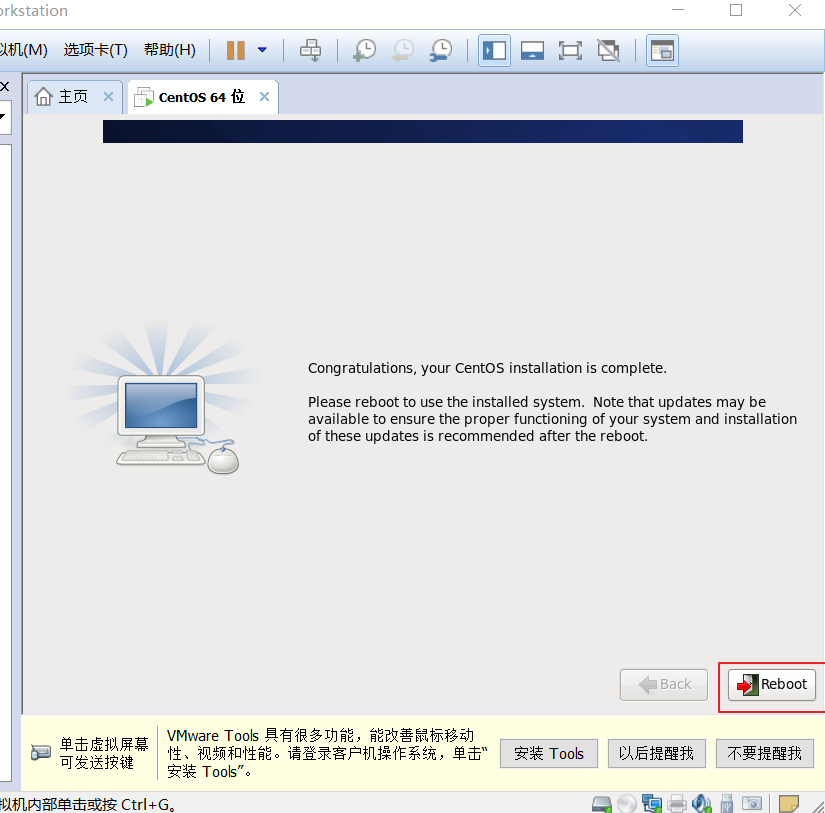 orkstation
拟机(M) 选项卡(T) 帮助(H)
主页 CentOS 64 位
Congratulations, your CentOS installation is complete.
Please reboot to use the installed system. Note that updates may be
available to ensure the proper functioning of your system and installation
of these updates is recommended after the reboot.
Back Reboot
单击虚拟屏幕
可发送按键
VMware Tools 具有很多功能，能改善鼠标移动
性、视频和性能。请登录客户机操作系统，单击“
安装 Tools”。
安装 Tools 以后提醒我 不要提醒我
拟机内部单击或按 Ctrl+G。